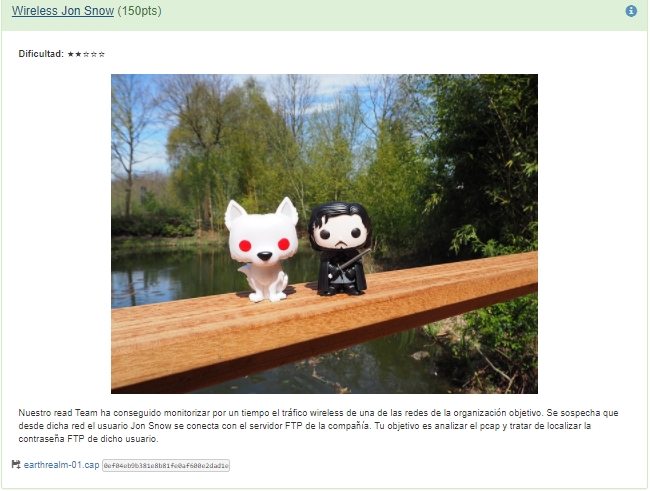 Wireless Jon Snow (150pts)
Dificultad: ★★☆☆☆
Nuestro read Team ha conseguido monitorizar por un tiempo el tráfico wireless de una de las redes de la organización objetivo. Se sospecha que
desde dicha red el usuario Jon Snow se conecta con el servidor FTP de la compañía. Tu objetivo es analizar el pcap y tratar de localizar la
contraseña FTP de dicho usuario.
earthrealm-01.cap 0ef04eb9b381e8b81fe0af600e2dad1e